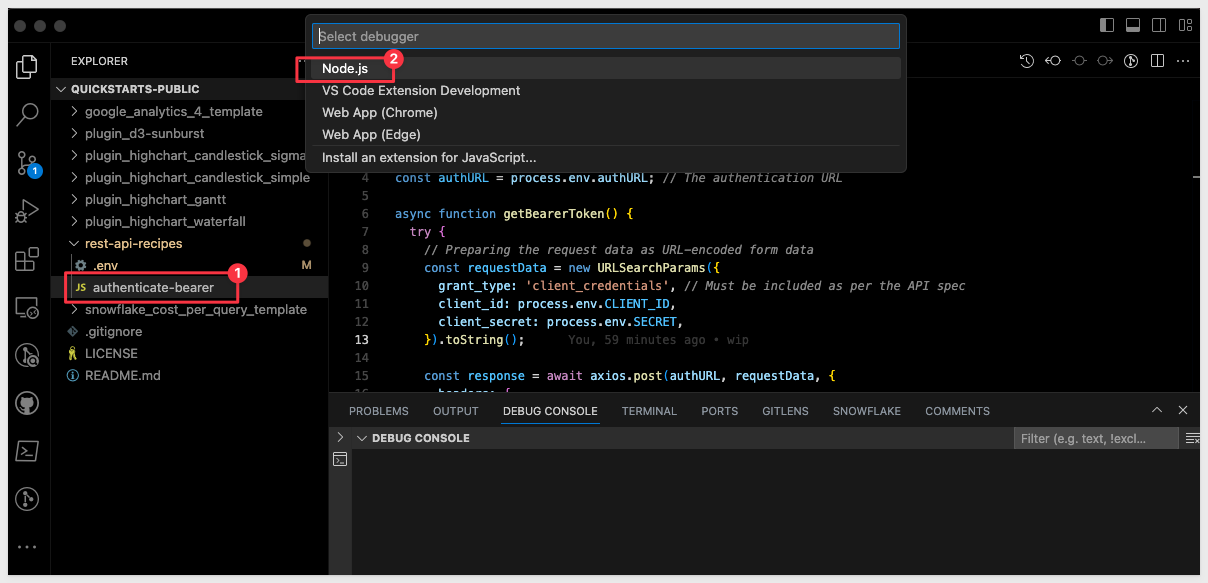 Select debugger
Node.js
2
VS Code Extension Development
Web App (Chrome)
Web App (Edge)
Install an extension for JavaScript...
EXPLORER
QUICKSTARTS-PUBLIC
google_analytics_4_template
plugin_d3-sunburst
plugin_highchart_candlestick_sigma
plugin_highchart_candlestick_simple
plugin_highchart_gantt
plugin_highchart_waterfall
rest-api-recipes
.env M
JS authenticate-bearer
1
snowflake_cost_per_query_template
.gitignore
LICENSE
README.md
1
4 const authURL = process.env.authURL; // The authentication URL
5
6 async function getBearerToken() {
7 try {
8 // Preparing the request data as URL-encoded form data
9 const requestData = new URLSearchParams({
10 grant_type: 'client_credentials', // Must be included as per the API spec
11 client_id: process.env.CLIENT_ID,
12 client_secret: process.env.SECRET,
13 }).toString(); You, 59 minutes ago • wip
14
15 const response = await axios.post(authURL, requestData, {
16 headers: {
PROBLEMS OUTPUT DEBUG CONSOLE TERMINAL PORTS GITLENS SNOWFLAKE COMMENTS
DEBUG CONSOLE
Filter (e.g. text, !excl...